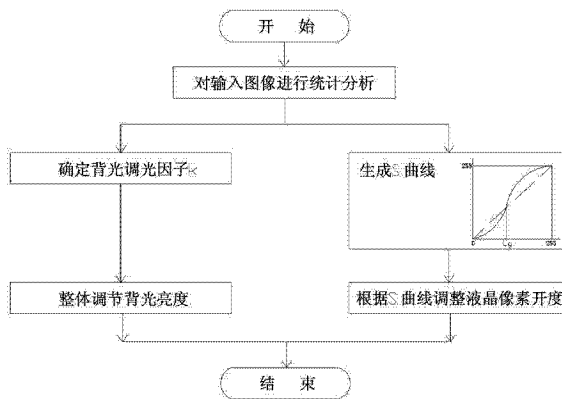 开 始
对输入图像进行统计分析
确定背光调光因子k
生成S曲线
255
0
255
整体调节背光亮度
根据S曲线调整液晶像素开度
结 束